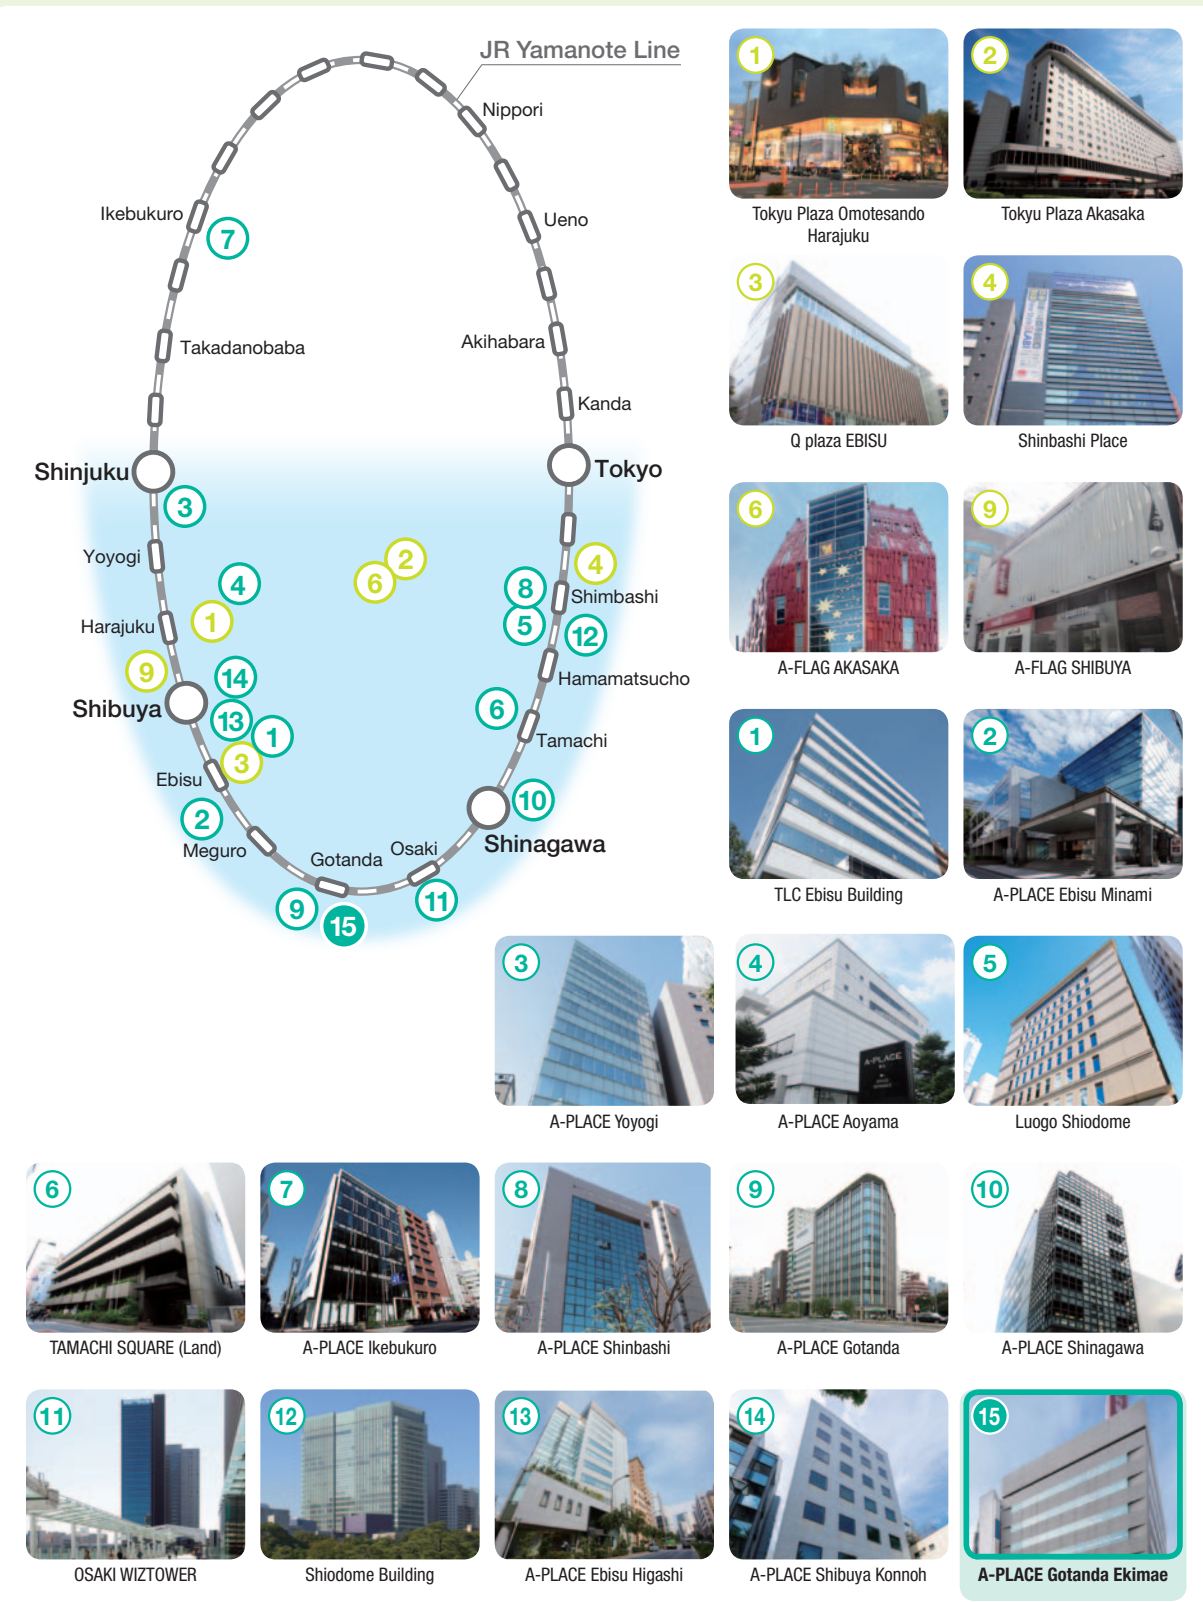 JR Yamanote Line
Nippori
Ikebukuro
7
Ueno
Takadanobaba
Akihabara
Kanda
Shinjuku
Tokyo
3
Yoyogi
4
2
6
4
8
Shimbashi
Harajuku
1
5
12
9
14
Hamamatsucho
Shibuya
13
1
6
Tamachi
3
Ebisu
2
10
Meguro
Shinagawa
Gotanda
Osaki
9
15
11
1
Tokyu Plaza Omotesando
Harajuku
2
Tokyu Plaza Akasaka
3
Q plaza EBISU
4
Shinbashi Place
6
A-FLAG AKASAKA
9
A-FLAG SHIBUYA
1
TLC Ebisu Building
2
A-PLACE Ebisu Minami
3
A-PLACE Yoyogi
4
A-PLACE
A-PLACE Aoyama
5
Luogo Shiodome
6
TAMACHI SQUARE (Land)
7
A-PLACE Ikebukuro
8
A-PLACE Shinbashi
9
A-PLACE Gotanda
10
A-PLACE Shinagawa
11
OSAKI WIZTOWER
12
Shiodome Building
13
A-PLACE Ebisu Higashi
14
A-PLACE Shibuya Konnoh
15
A-PLACE Gotanda Ekimae